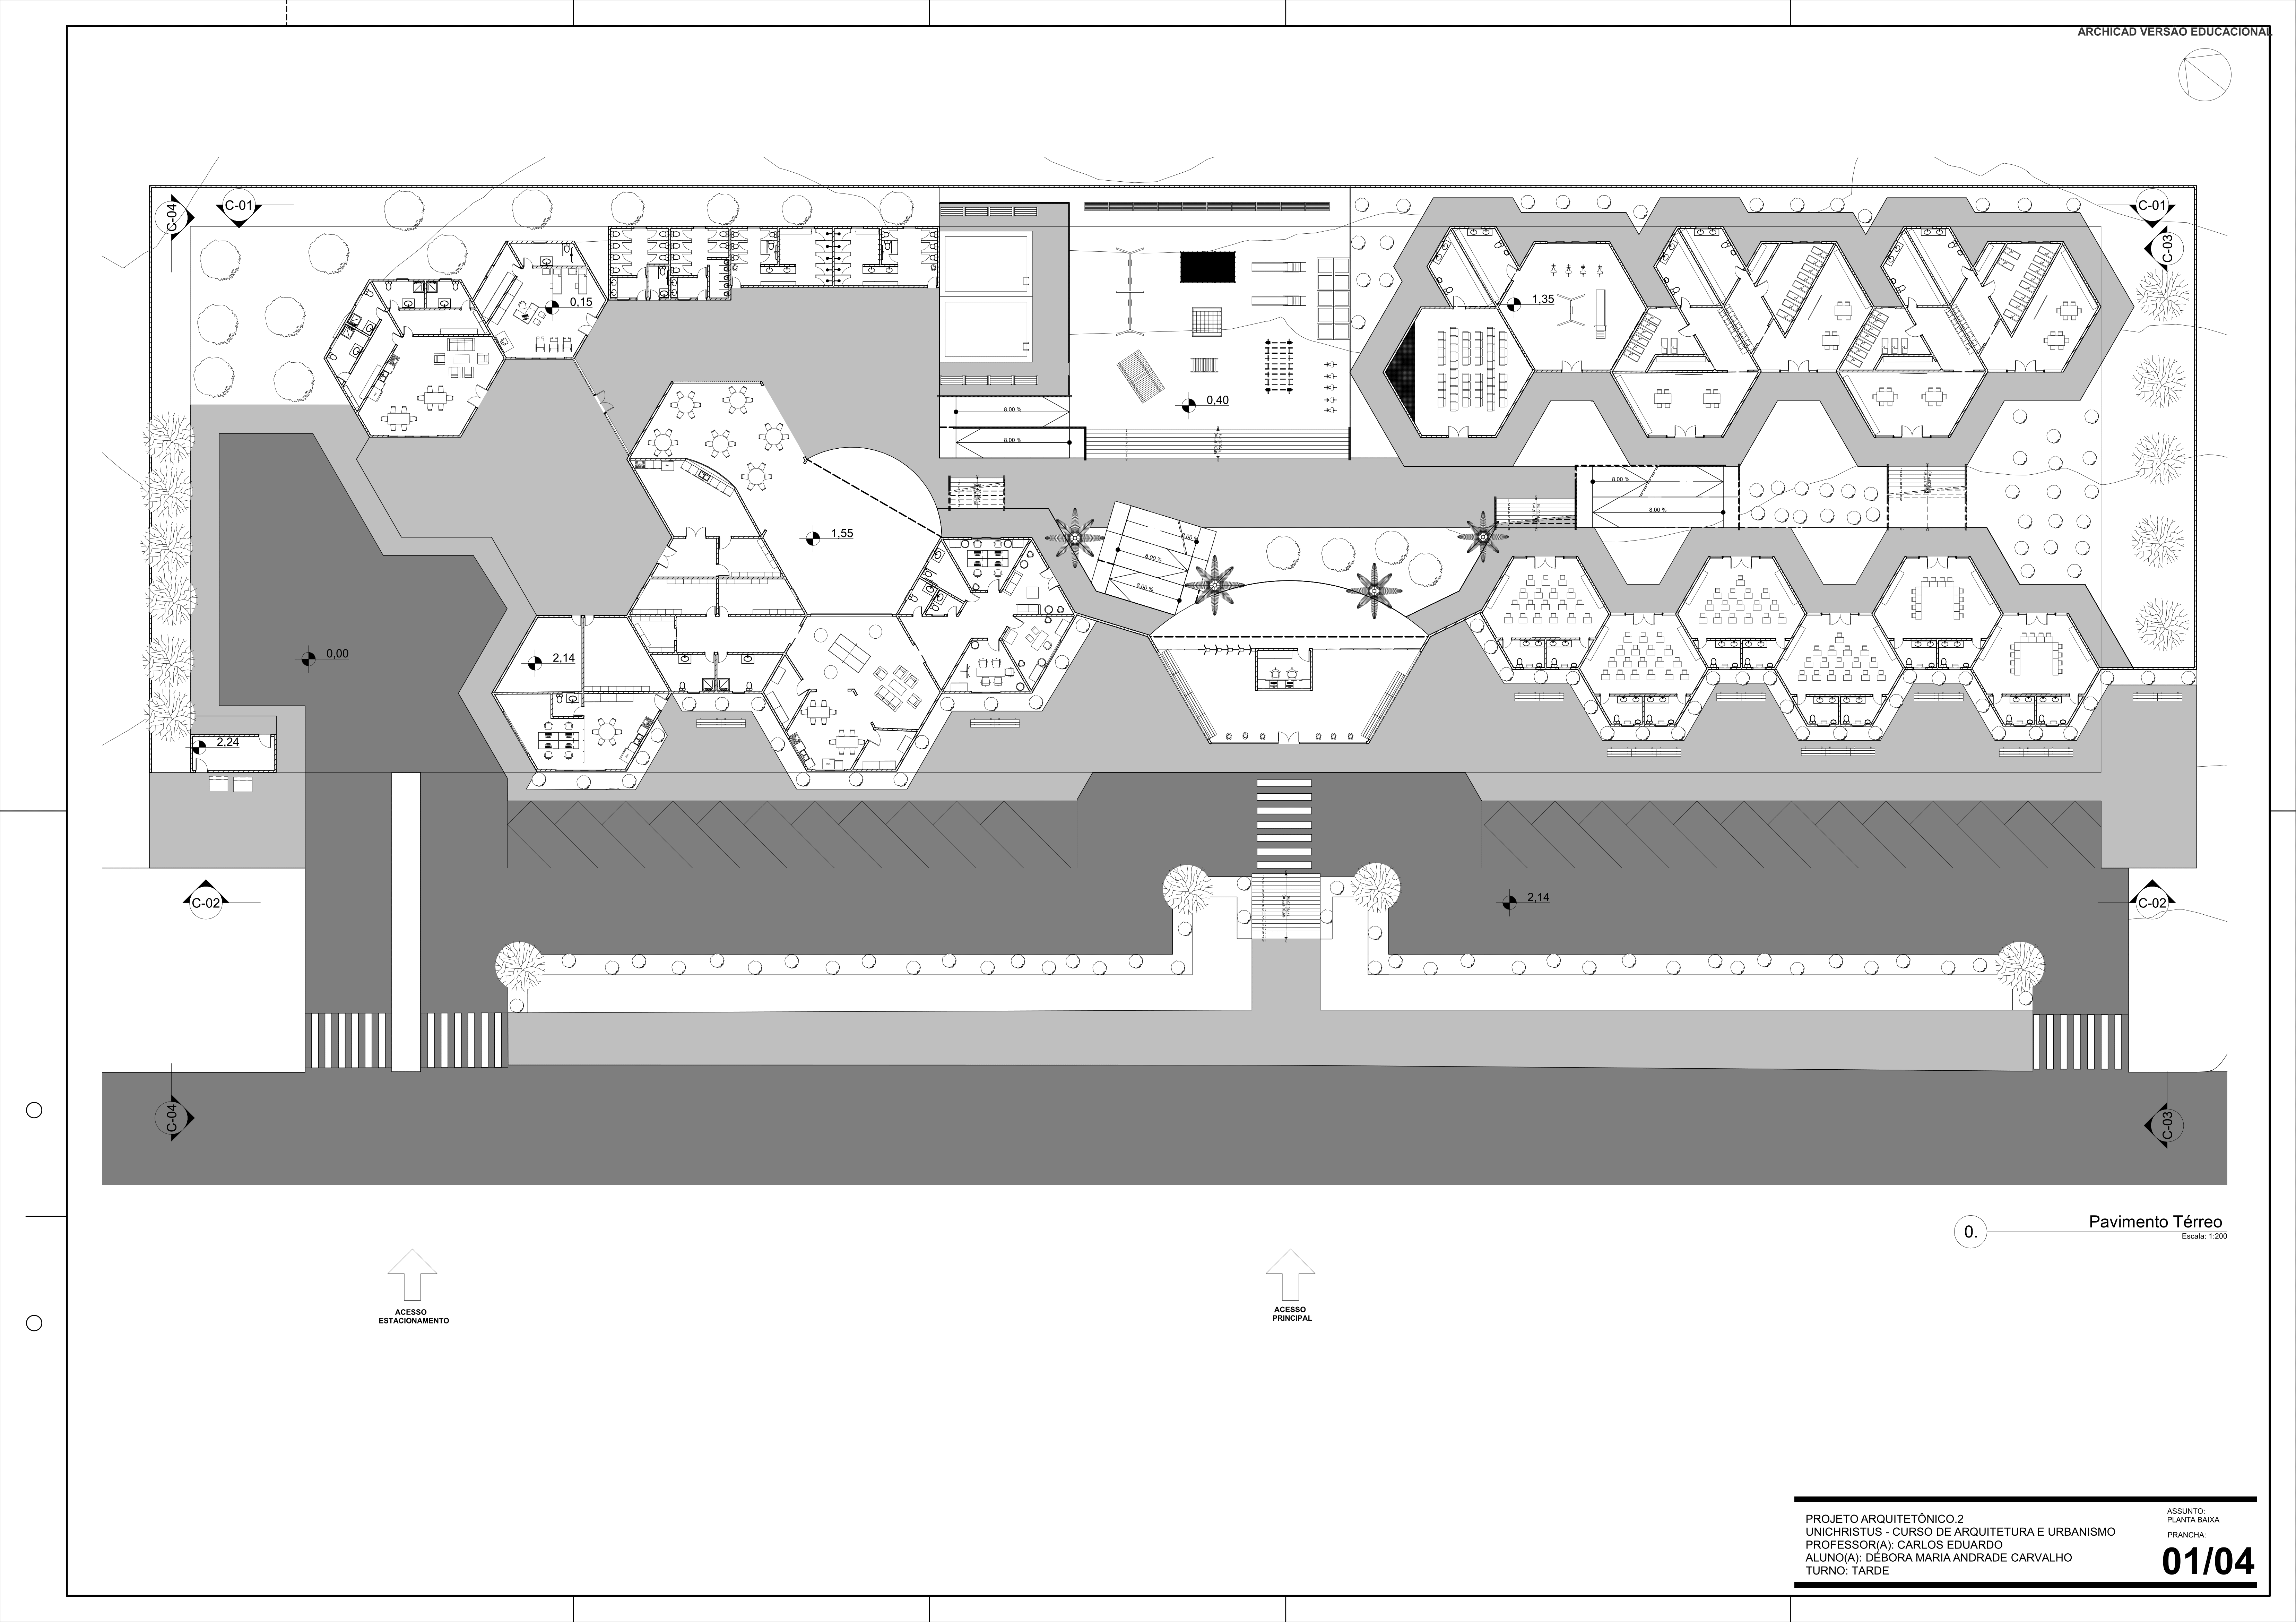 ARCHICAD VERSÃO EDUCACIONAL
C-04
C-01
C-01
C-03
0,15
1,35
0,40
8,00 %
8,00 %
8,00 %
8,00 %
1,55
8,00 %
8,00 %
8,00 %
2,14
0,00
2,24
C-02
2,14
C-02
C-04
C-03
0.
Pavimento Térreo
Escala: 1:200
ACESSO
ESTACIONAMENTO
ACESSO
PRINCIPAL
PROJETO ARQUITETÔNICO.2
UNICHRISTUS - CURSO DE ARQUITETURA E URBANISMO
PROFESSOR(A): CARLOS EDUARDO
ALUNO(A): DÉBORA MARIA ANDRADE CARVALHO
TURNO: TARDE
ASSUNTO:
PLANTA BAIXA
PRANCHA:
01/04